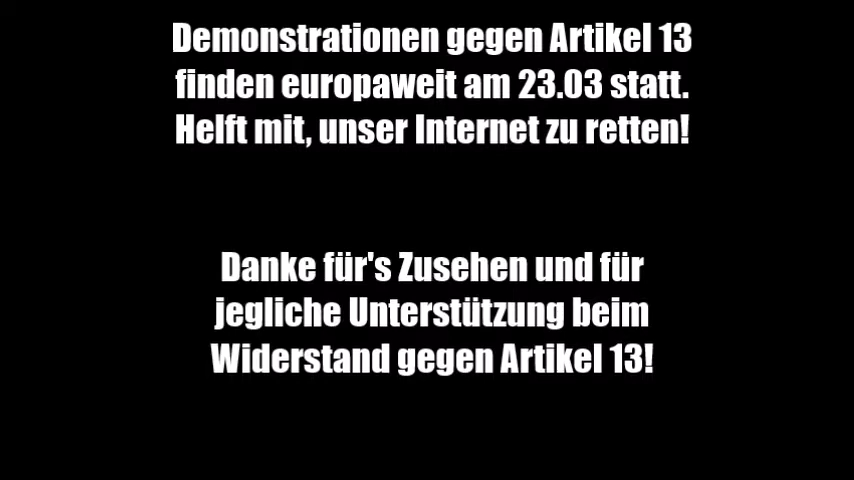 Demonstrationen gegen Artikel 13
finden europaweit am 23.03 statt.
Helft mit, unser Internet zu retten!
Danke für's Zusehen und für
jegliche Unterstützung beim
Widerstand gegen Artikel 13!